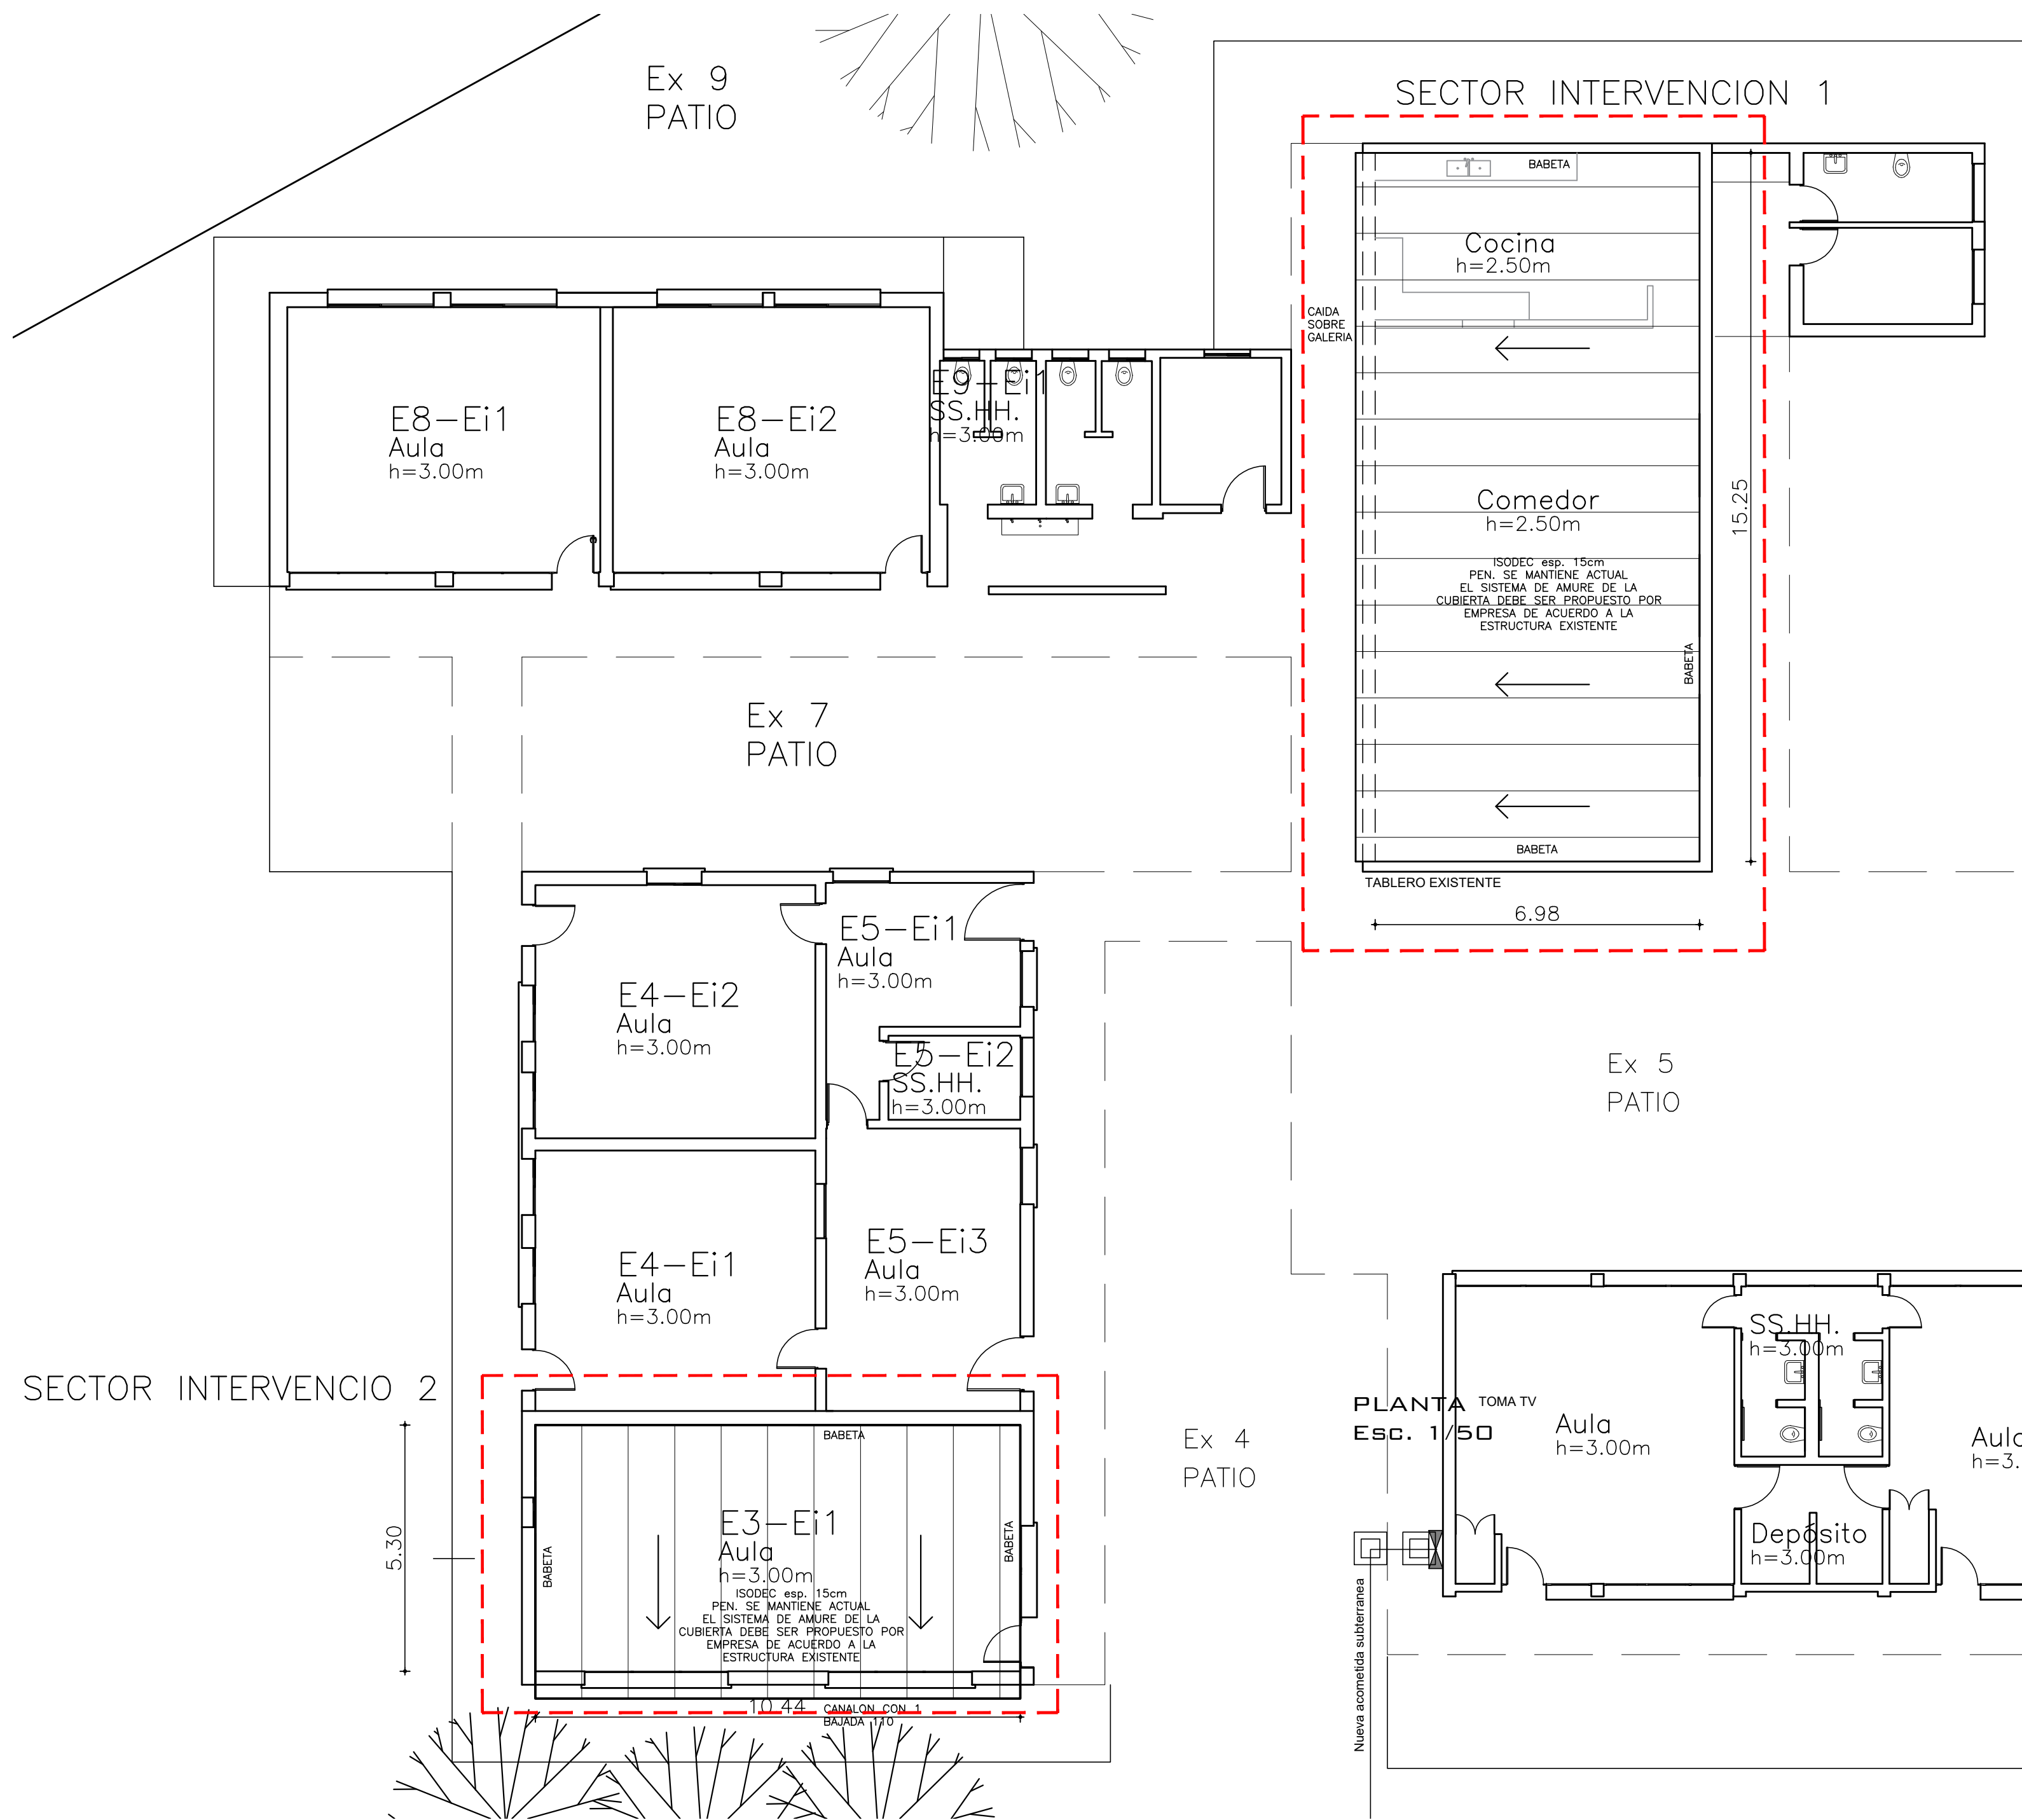 Ex 9
PATIO
SECTOR INTERVENCION 1
BABETA
Cocina
h=2.50m
CAIDA
SOBRE
GALERIA
E8-Ei1
Aula
h=3.00m
E8-Ei2
Aula
h=3.00m
E9-Ei1
SS.HH.
h=3.00m
Comedor
h=2.50m
15.25
ISODEC esp. 15cm
PEN. SE MANTIENE ACTUAL
EL SISTEMA DE AMURE DE LA
CUBIERTA DEBE SER PROPUESTO POR
EMPRESA DE ACUERDO A LA
ESTRUCTURA EXISTENTE
BABETA
Ex 7
PATIO
BABETA
TABLERO EXISTENTE
6.98
E5-Ei1
Aula
h=3.00m
E4-Ei2
Aula
h=3.00m
E5-Ei2
SS.HH.
h=3.00m
Ex 5
PATIO
E5-Ei3
Aula
h=3.00m
E4-Ei1
Aula
h=3.00m
SS.HH.
h=3.00m
SECTOR INTERVENCIO 2
PLANTA
Esc. 1/50
TOMA TV
Aula
h=3.00m
Aula
h=3.
Ex 4
PATIO
BABETA
5.30
BABETA
BABETA
E3-Ei1
Aula
h=3.00m
ISODEC esp. 15cm
PEN. SE MANTIENE ACTUAL
EL SISTEMA DE AMURE DE LA
CUBIERTA DEBE SER PROPUESTO POR
EMPRESA DE ACUERDO A LA
ESTRUCTURA EXISTENTE
Depósito
h=3.00m
Nueva acometida subterranea
10.44
CANALON CON 1
BAJADA 110